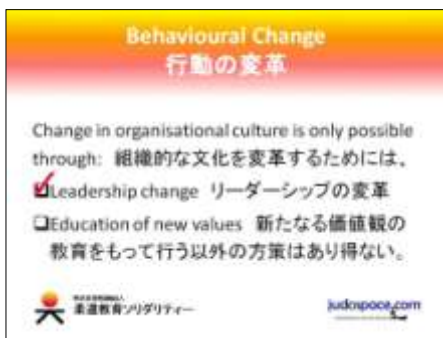 Behavioural Change
行動の変革
Change in organisational culture is only possible
through: 組織的な文化を変革するためには、
Leadership change リーダーシップの変革
Education of new values 新たなる価値観の
教育をもって行う以外の方策はあり得ない。
柔道教育ソリダリティー
judospace.com